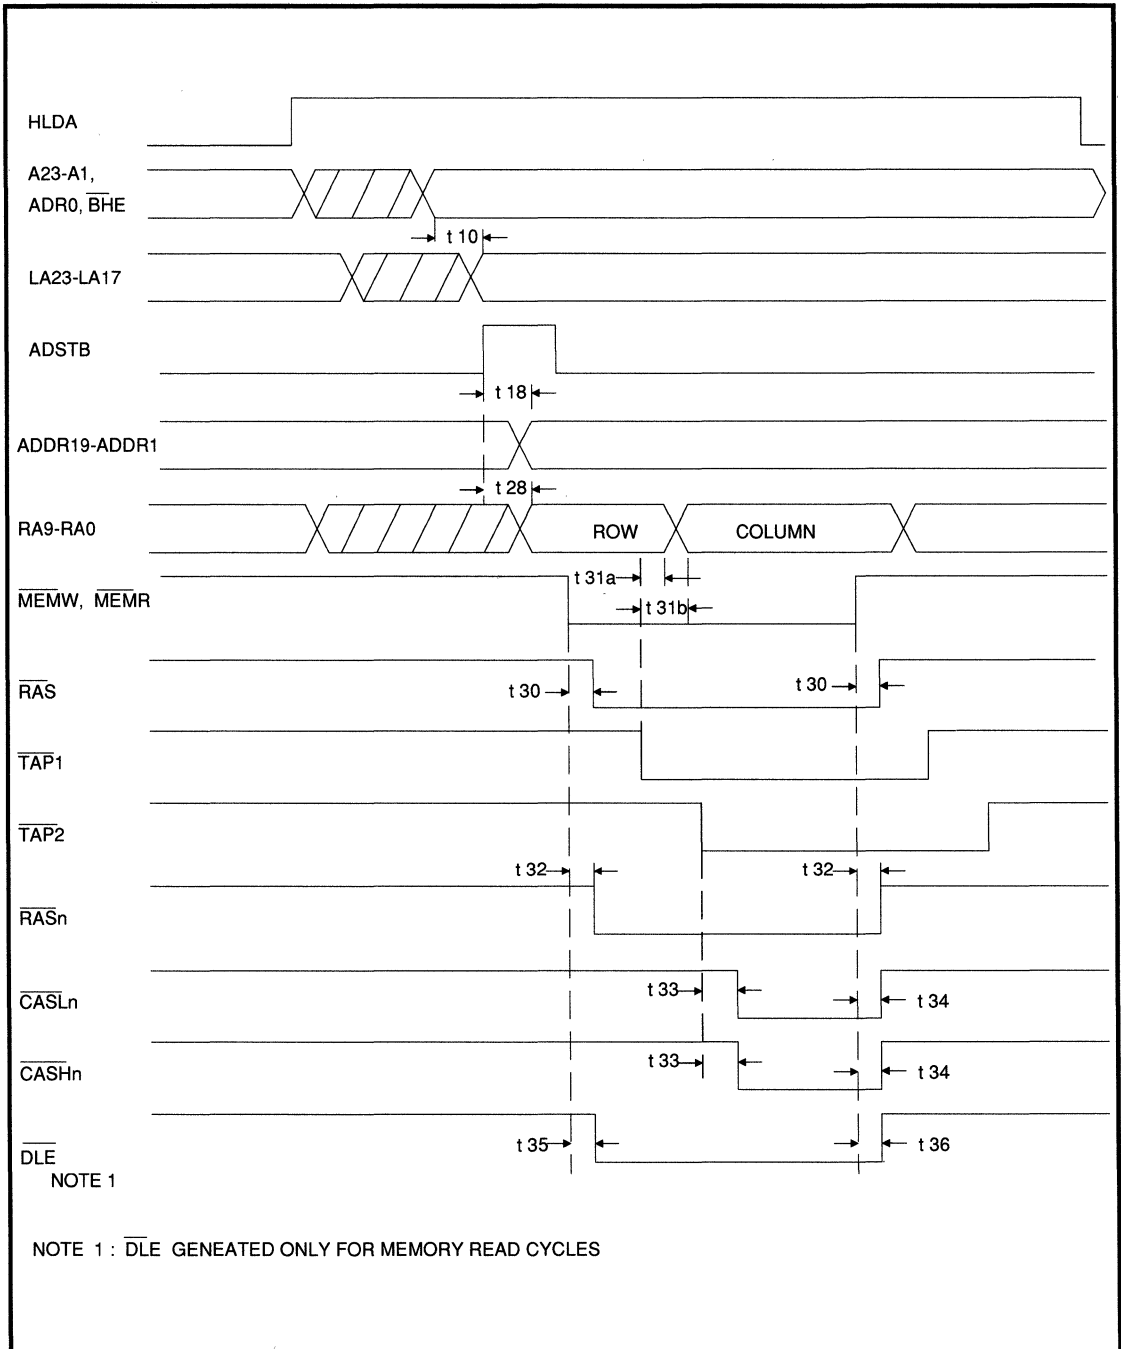 HLDA
A23-A1,
ADR0, BHE
t 10
LA23-LA17
ADSTB
t 18
ADDR19-ADDR1
t 28
RA9-RA0
ROW
COLUMN
t 31a
MEMW, MEMR
t 31b
RAS
t 30
t 30
TAP1
TAP2
t 32
t 32
RASn
CASLn
t 33
t 34
CASHn
t 33
t 34
DLE
t 35
t 36
NOTE 1
NOTE 1 : DLE GENEATED ONLY FOR MEMORY READ CYCLES